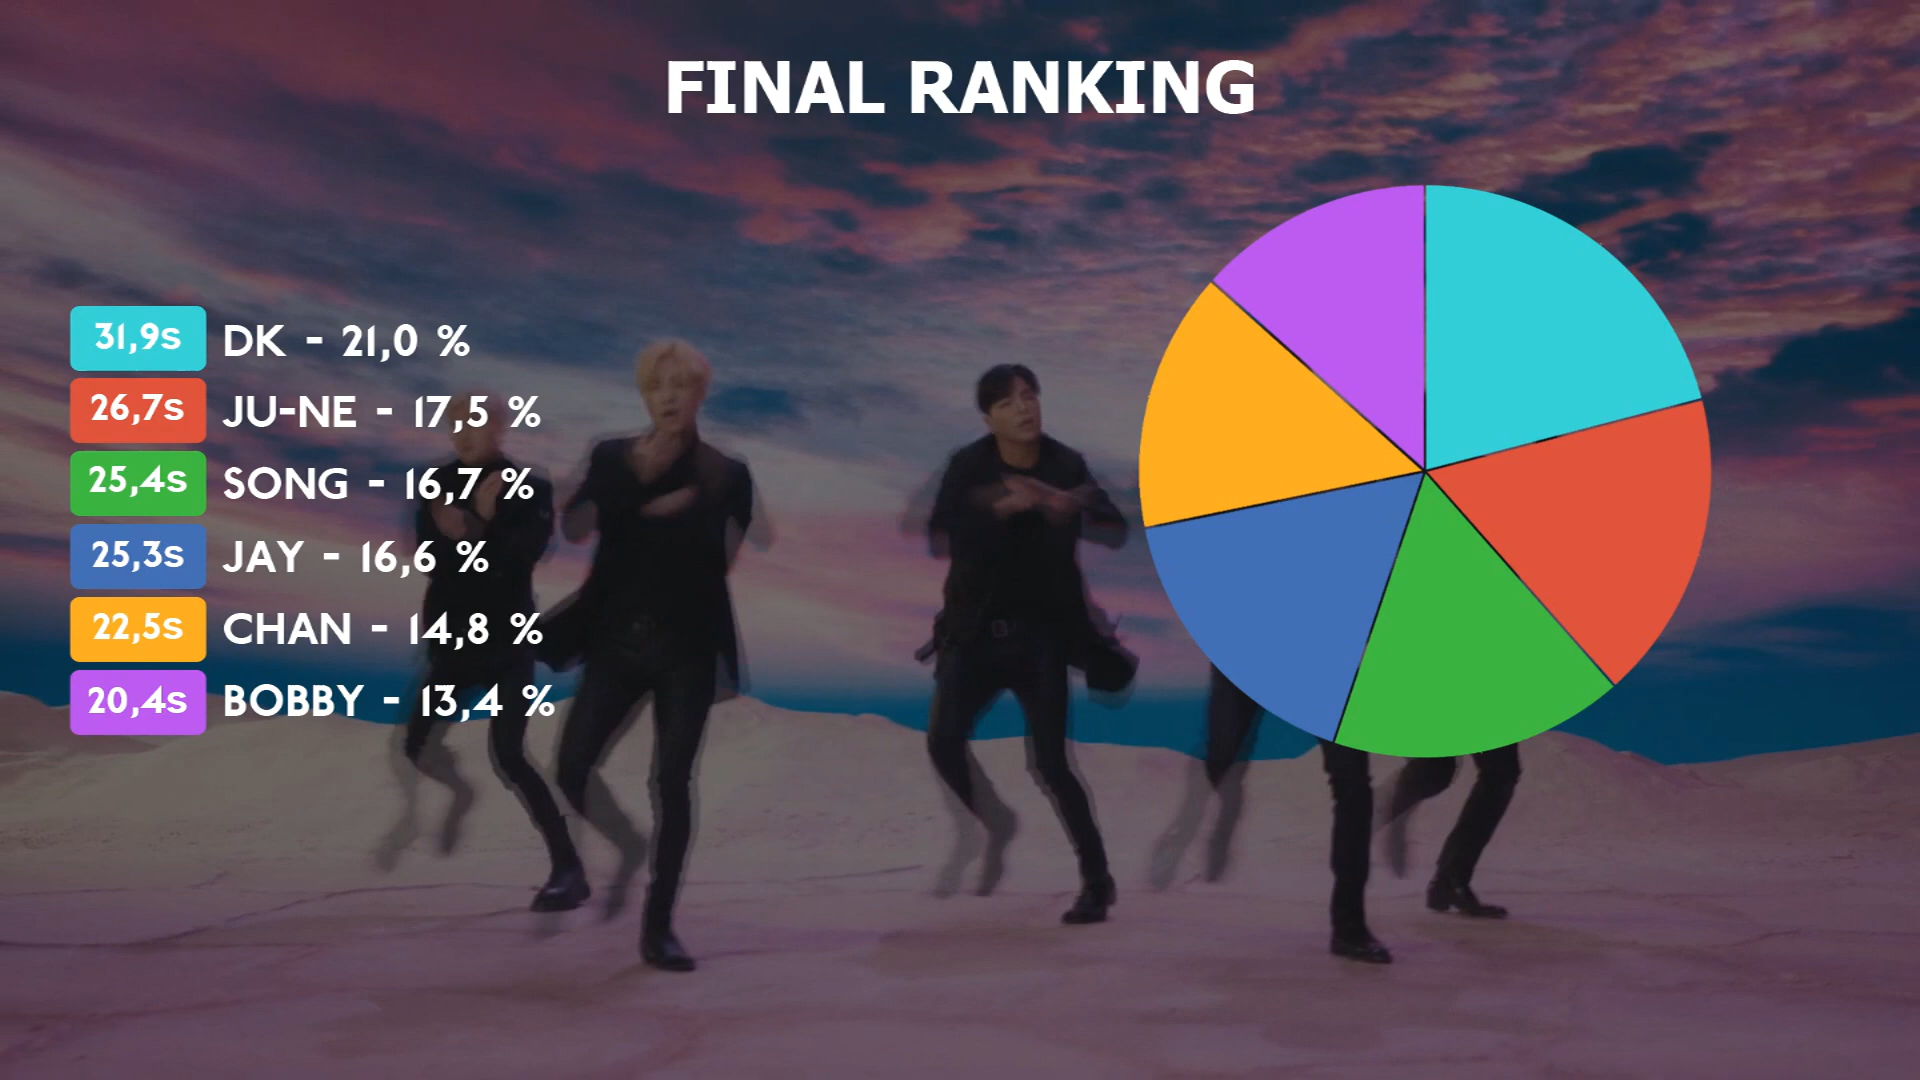 FINAL RANKING
31,9s DK - 21,0 %
26,7s JU-NE - 17,5 %
25,4s SONG - 16,7 %
25,3s JAY - 16,6 %
22,5s CHAN - 14,8 %
20,4s BOBBY - 13,4 %